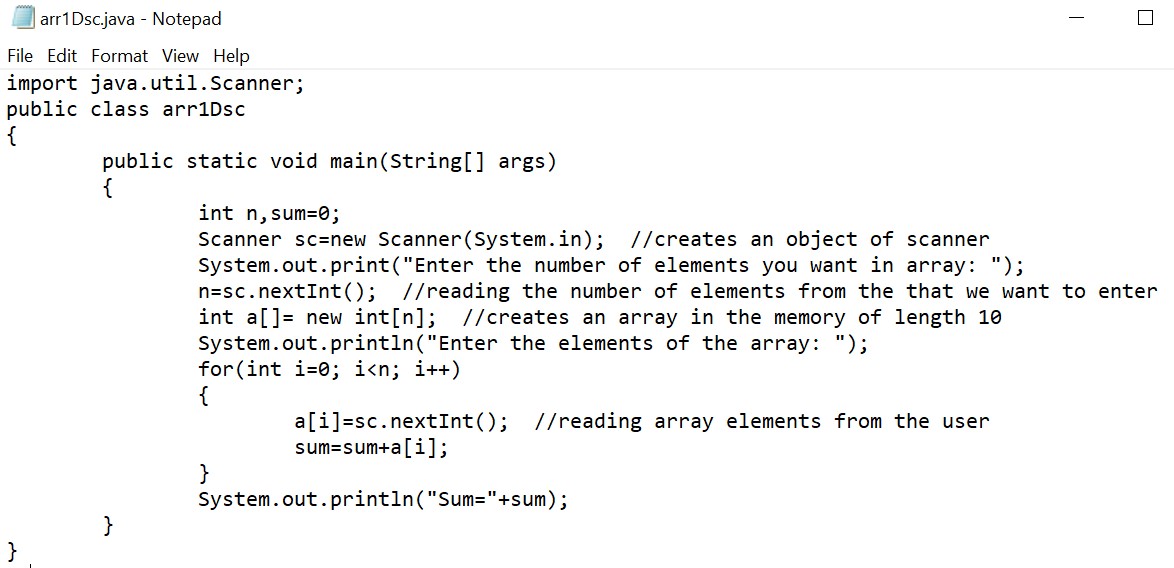 arr1Dsc.java - Notepad
File Edit Format View Help
import java.util.Scanner;
public class arr1Dsc
{
        public static void main(String[] args)
        {
                int n,sum=0;
                Scanner sc=new Scanner(System.in);  //creates an object of scanner
                System.out.print("Enter the number of elements you want in array: ");
                n=sc.nextInt();  //reading the number of elements from the that we want to enter
                int a[]= new int[n];  //creates an array in the memory of length 10
                System.out.println("Enter the elements of the array: ");
                for(int i=0; i<n; i++)
                {
                        a[i]=sc.nextInt();  //reading array elements from the user
                        sum=sum+a[i];
                }
                System.out.println("Sum="+sum);
        }
}